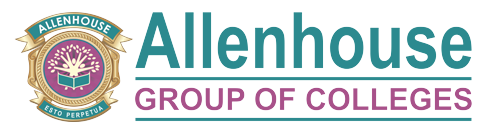 ALLENHOUSE
ESTO PERPETUA
Allenhouse
GROUP OF COLLEGES